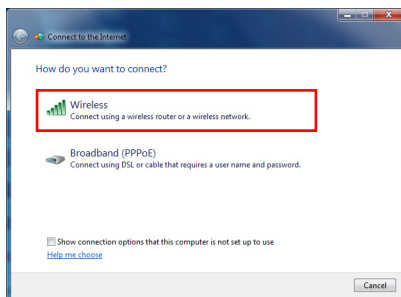 Connect to the Internet
How do you want to connect?
Wireless
Connect using a wireless router or a wireless network.
Broadband (PPPoE)
Connect using DSL or cable that requires a user name and password.
Show connection options that this computer is not set up to use
Help me choose
Cancel